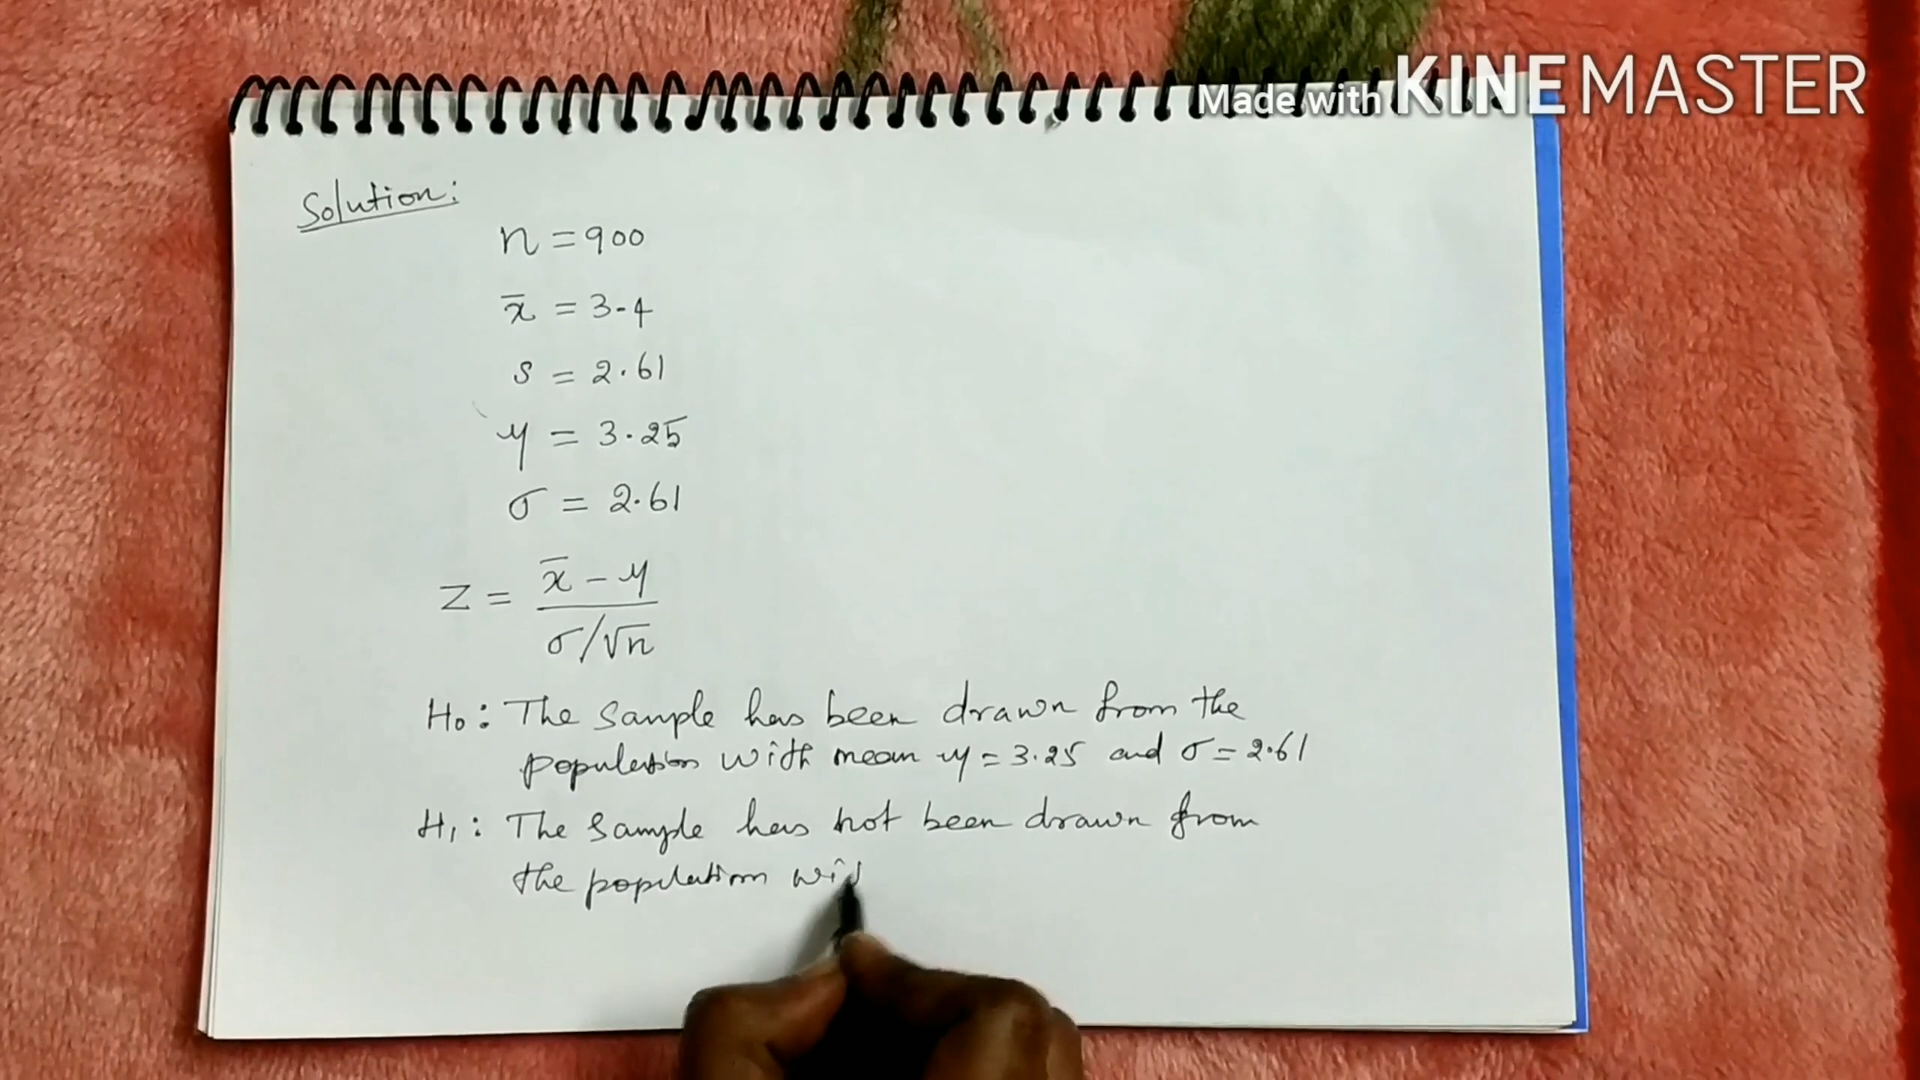 Made with KINEMASTER
Solution:
n = 900
x̄ = 3.4
s = 2.61
μ = 3.25
σ = 2.61
z = x̄ - μ / σ/√n
H₀: The sample has been drawn from the
population with mean μ = 3.25 and σ = 2.61
H₁: The sample has not been drawn from
the population wit